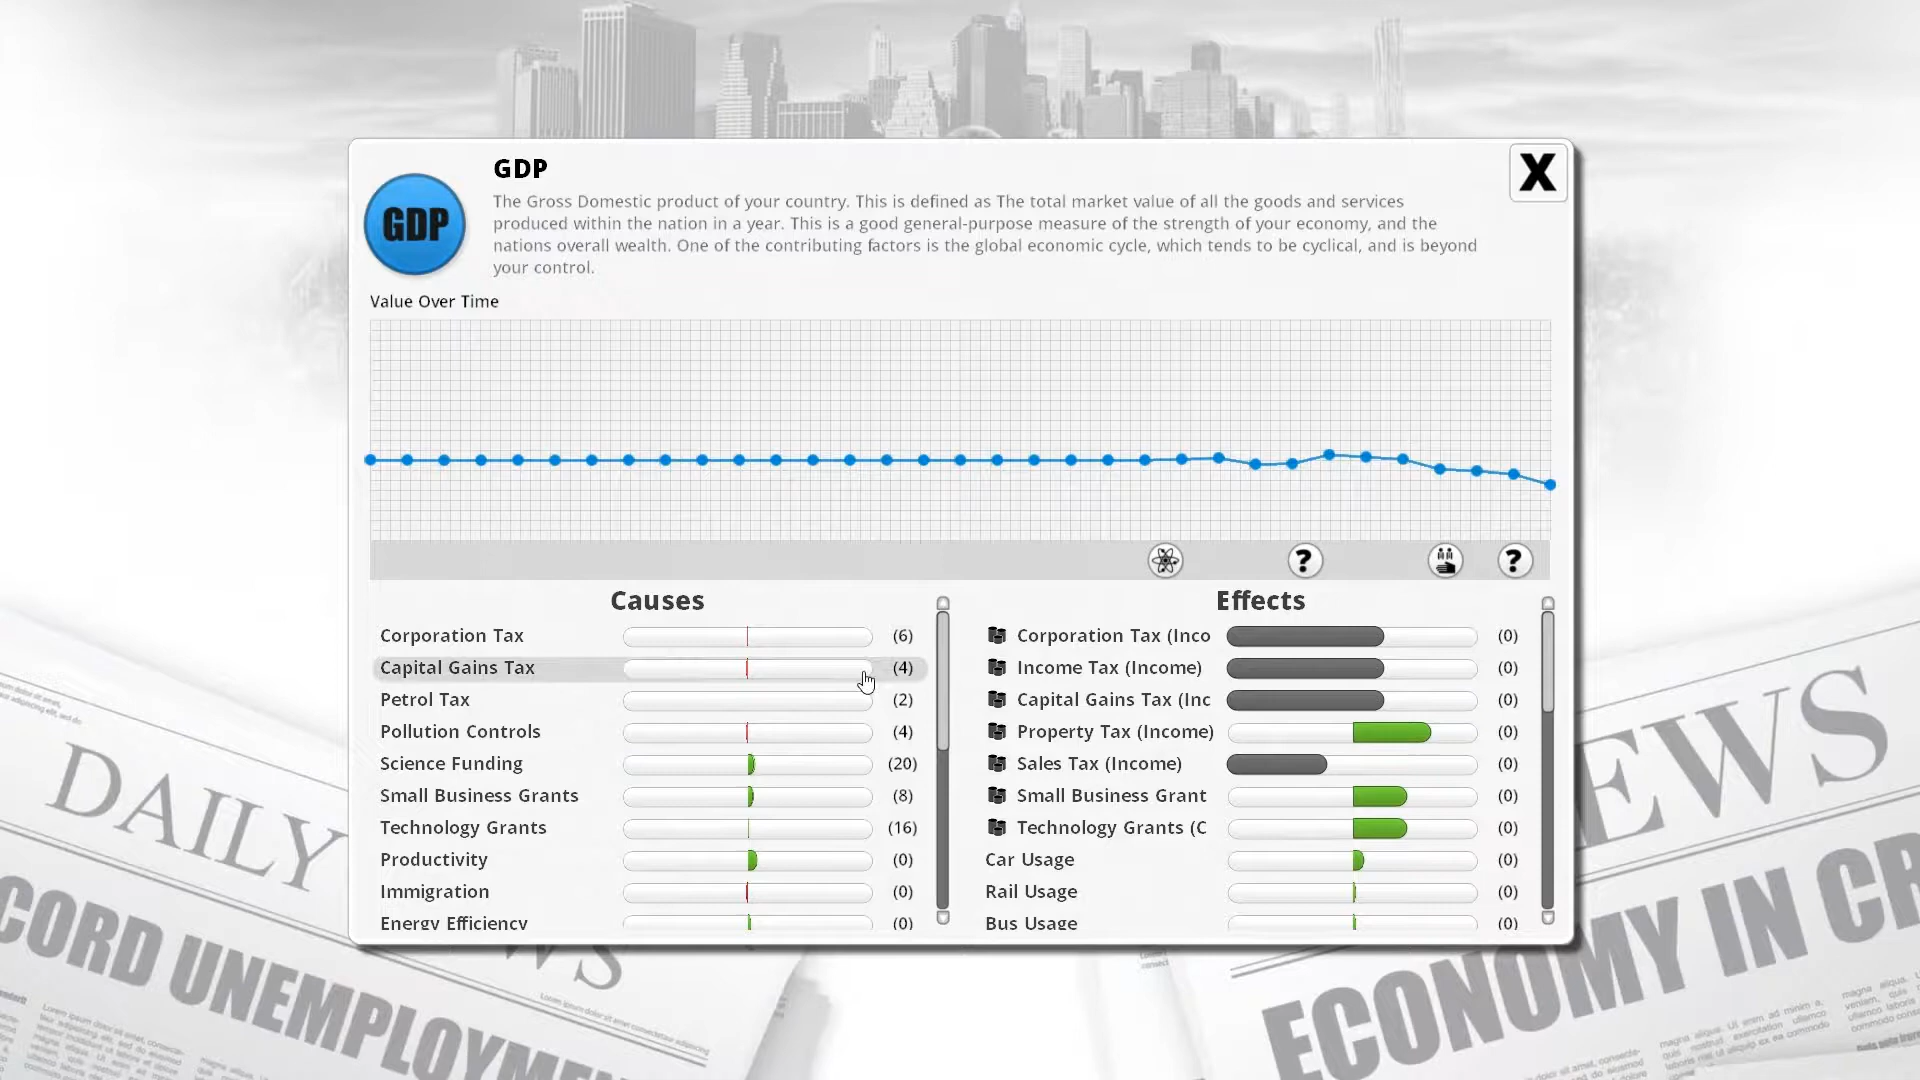 GDP
GDP
The Gross Domestic product of your country. This is defined as The total market value of all the goods and services
produced within the nation in a year. This is a good general-purpose measure of the strength of your economy, and the
nations overall wealth. One of the contributing factors is the global economic cycle, which tends to be cyclical, and is beyond
your control.
X
Value Over Time
?
?
Causes
Corporation Tax (6)
Capital Gains Tax (4)
Petrol Tax (2)
Pollution Controls (4)
Science Funding (20)
Small Business Grants (8)
Technology Grants (16)
Productivity (0)
Immigration (0)
Energy Efficiency (0)
Effects
Corporation Tax (Inco (0)
Income Tax (Income) (0)
Capital Gains Tax (Inc (0)
Property Tax (Income) (0)
Sales Tax (Income) (0)
Small Business Grant (0)
Technology Grants (C (0)
Car Usage (0)
Rail Usage (0)
Bus Usage (0)
DAILY
WS
CORD UNEMPLOYME
EWS
ECONOMY IN CR